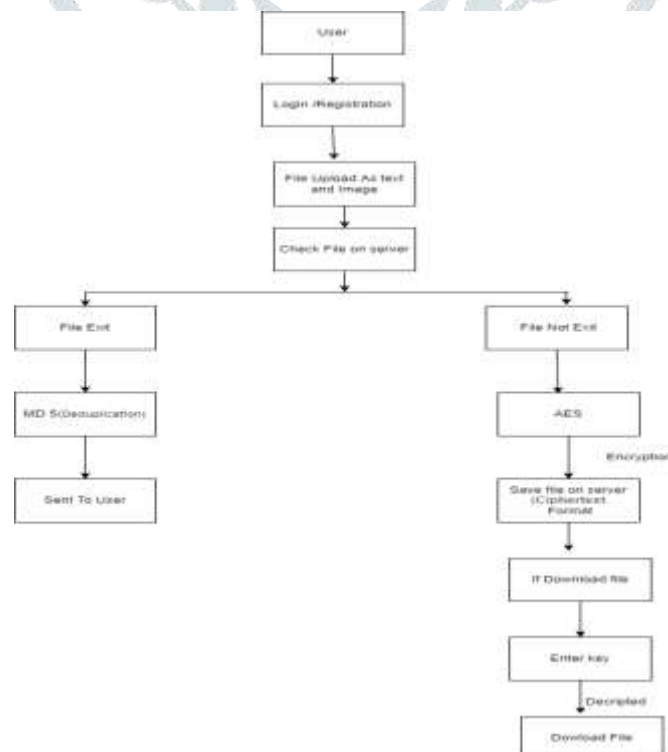 User
Login /Registration
File Upload As text
and Image
Check File on server
File Exit
File Not Exit
MD 5(Deduplication)
AES
Encryption
Sent To User
Save file on server
(Ciphertext
Format
If Download file
Enter key
Decripted
Dowload File